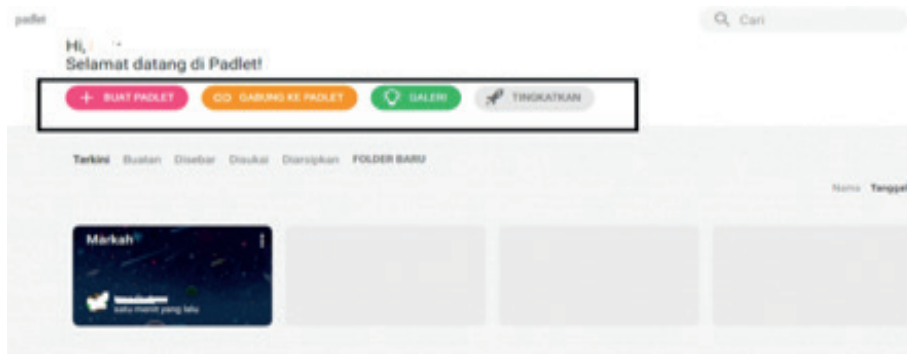 padlet
Cari
Hi,
Selamat datang di Padlet!
+ BUAT PADLET GABUNG KE PADLET GALERI TINGKATKAN
Terkini Buatan Disebar Disukai Diarsipkan FOLDER BARU
Nama Tanggal
Markah
satu menit yang lalu